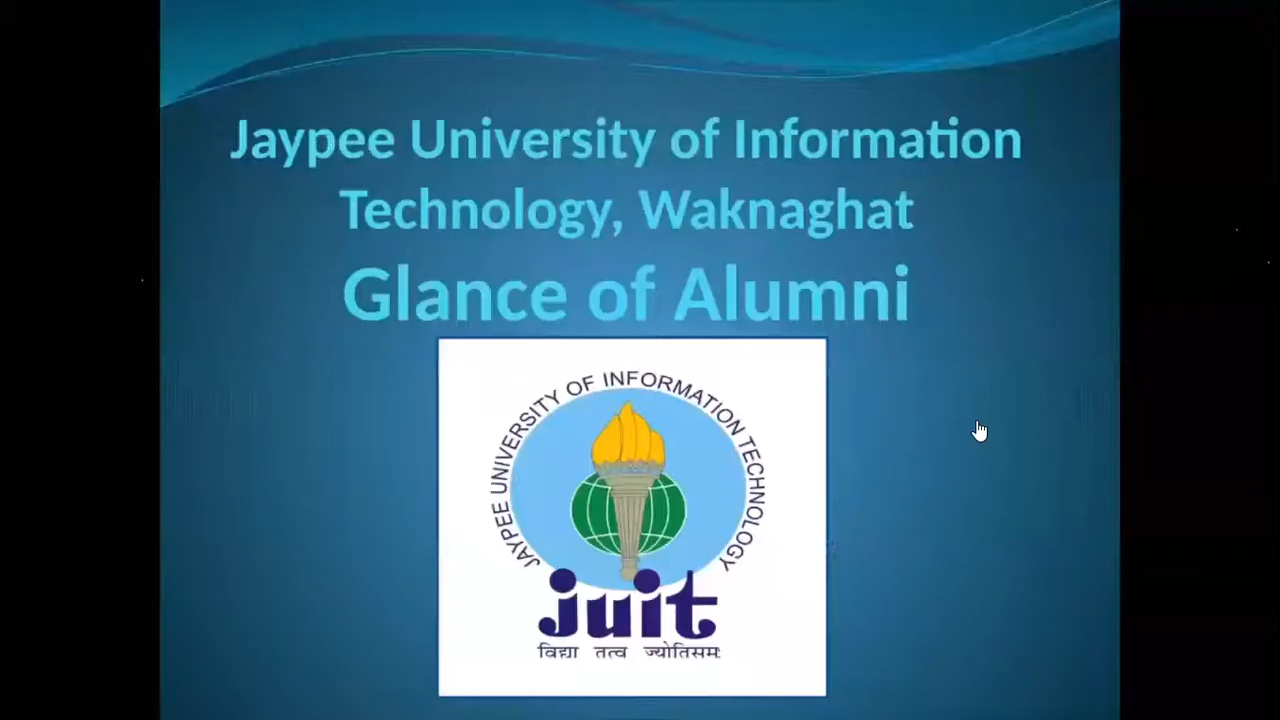 Jaypee University of Information
Technology, Waknaghat
Glance of Alumni
JAYPEE UNIVERSITY OF INFORMATION TECHNOLOGY
juit
विद्या तत्व ज्योतिसमः